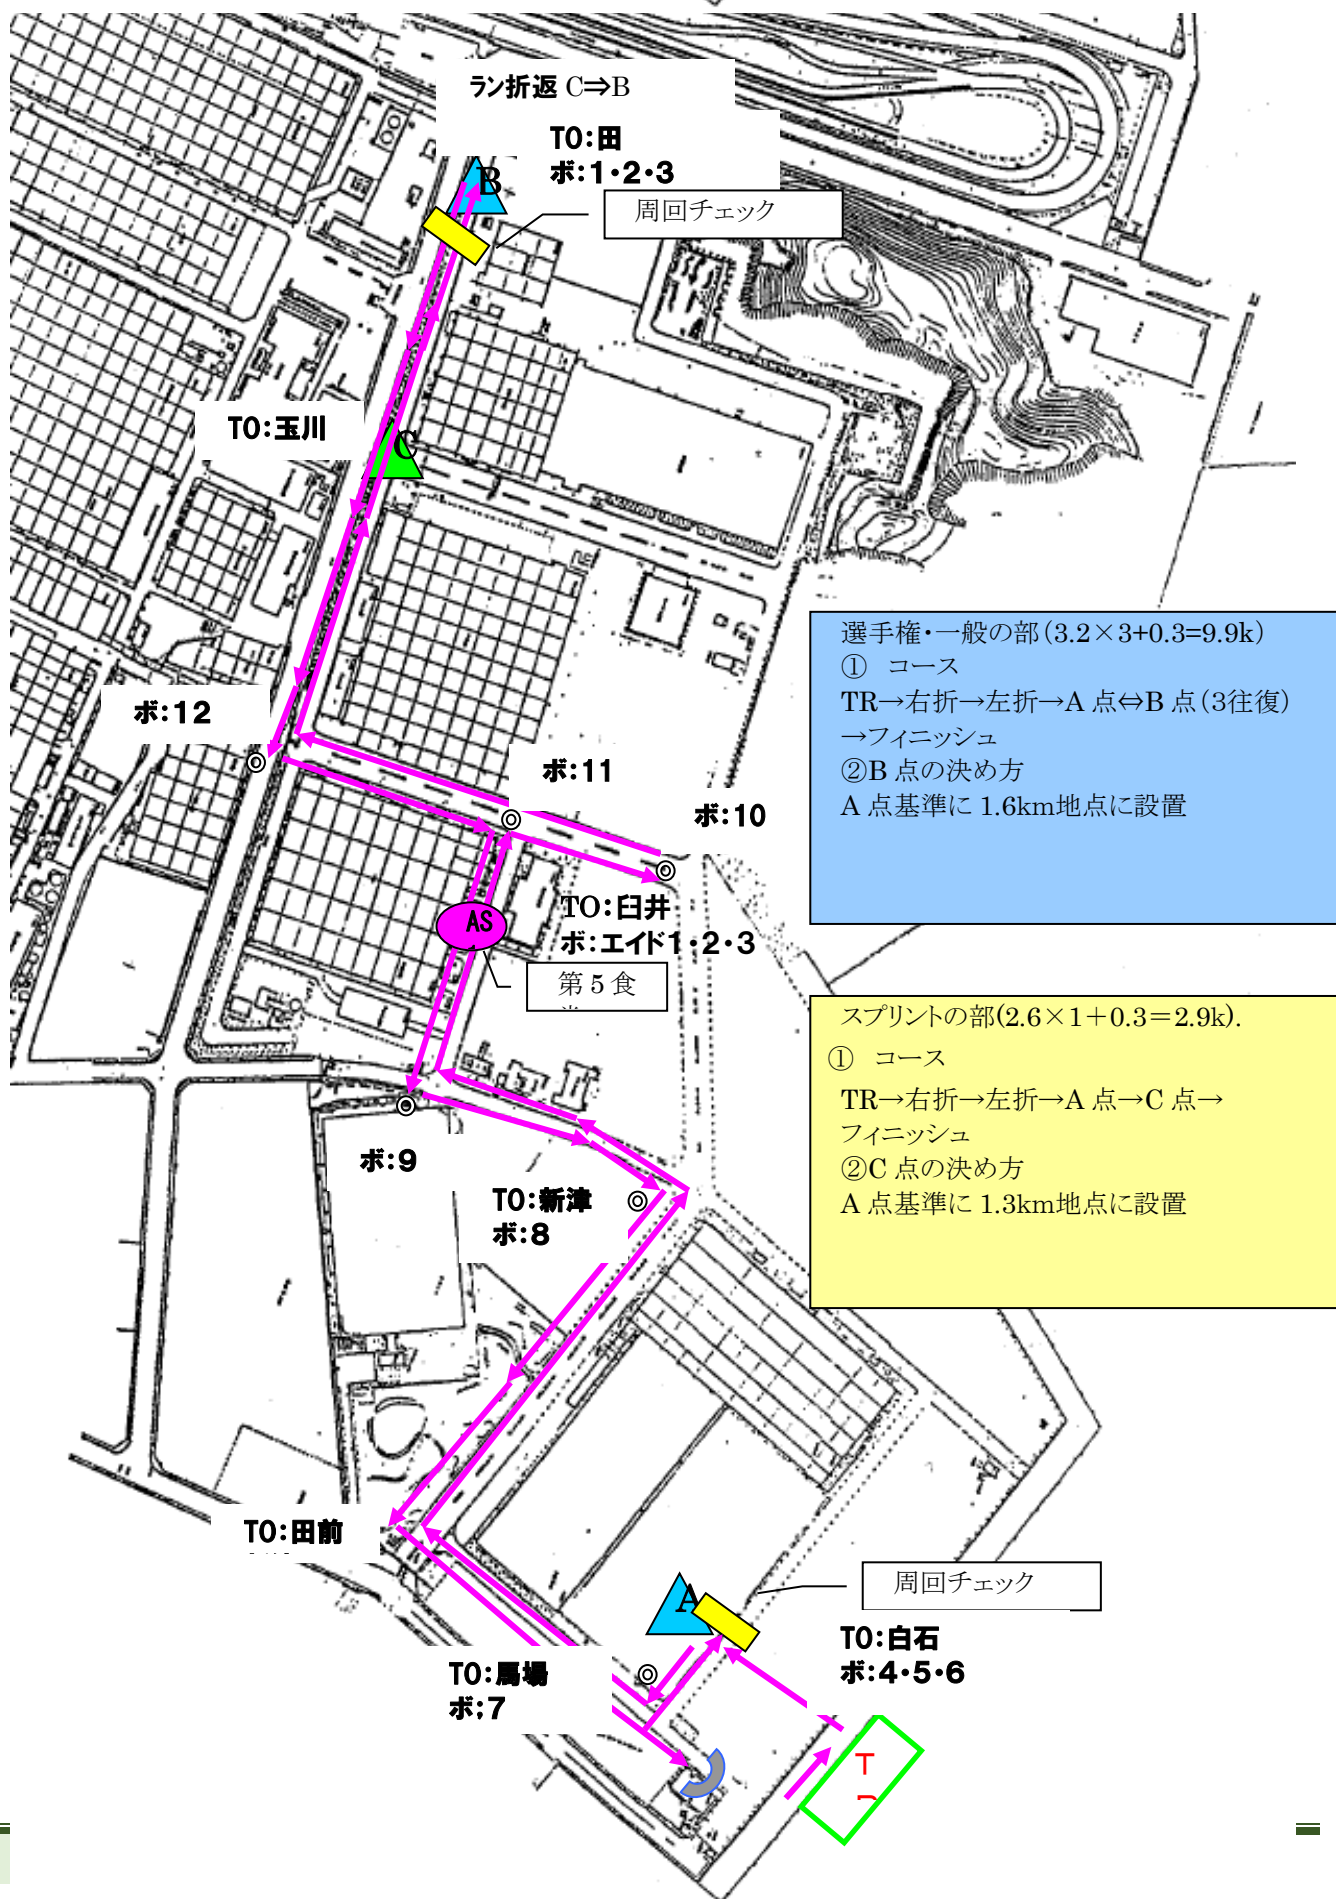 ラン折返 C⇒B
TO:田
ボ:1・2・3
B
周回チェック
TO:玉川
C
選手権・一般の部(3.2×3+0.3=9.9k)
① コース
TR→右折→左折→A点⇔B点(3往復)
→フィニッシュ
②B点の決め方
A点基準に1.6km地点に設置
ボ:12
ボ:11
ボ:10
AS
TO:臼井
ボ:エイド1・2・3
第5食
スプリントの部(2.6×1+0.3=2.9k).
① コース
TR→右折→左折→A点→C点→
フィニッシュ
②C点の決め方
A点基準に1.3km地点に設置
ボ:9
TO:新津
ボ:8
TO:田前
周回チェック
A
TO:白石
ボ:4・5・6
TO:馬場
ボ;7
T